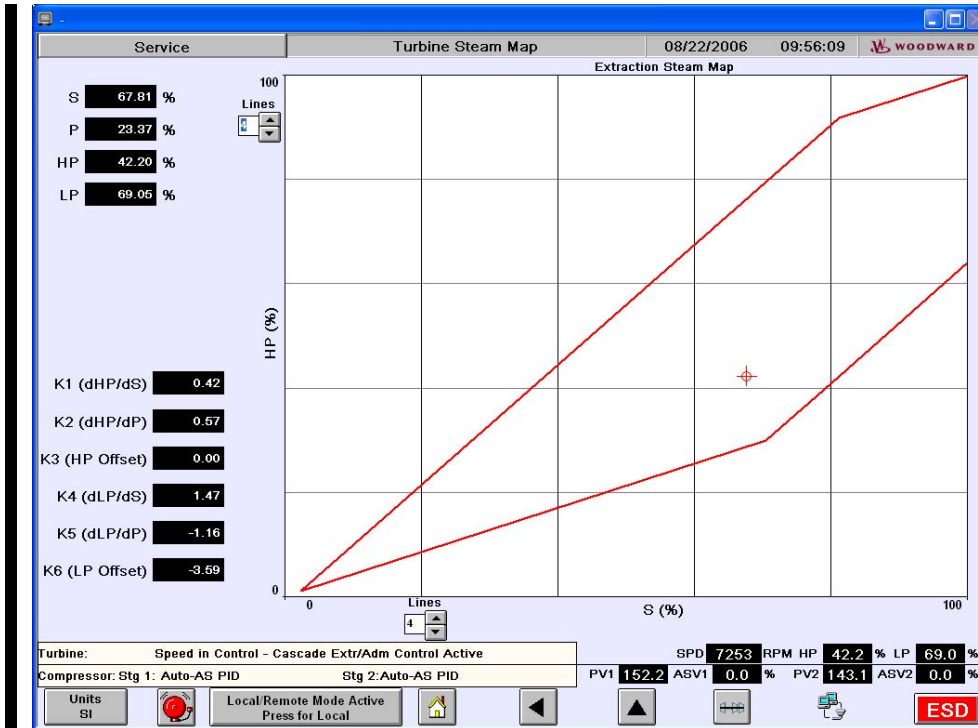 Service Turbine Steam Map 08/22/2006 09:56:09 WOODWARD
Extraction Steam Map
S 67.81 %
P 23.37 %
HP 42.20 %
LP 69.05 %
100
Lines
4
HP (%)
K1 (dHP/dS) 0.42
K2 (dHP/dP) 0.57
K3 (HP Offset) 0.00
K4 (dLP/dS) 1.47
K5 (dLP/dP) -1.16
K6 (LP Offset) -3.59
0
0 Lines S (%) 100
4
Turbine: Speed in Control - Cascade Extr/Adm Control Active SPD 7253 RPM HP 42.2 % LP 69.0 %
Compressor: Stg 1: Auto-AS PID Stg 2:Auto-AS PID PV1 152.2 ASV1 0.0 % PV2 143.1 ASV2 0.0 %
Units
SI
Local/Remote Mode Active
Press for Local
ESD